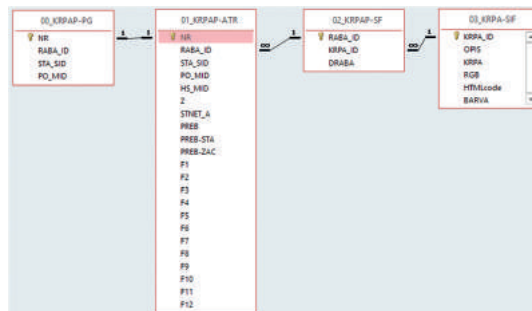 00_KRPAP-PG
NR
RABA_ID
STA_SID
PO_MID
1
1
01_KRPAP-ATR
NR
RABA_ID
STA_SID
PO_MID
HS_MID
Z
STNET_A
PREB
PREB-STA
PREB-ZAC
F1
F2
F3
F4
F5
F6
F7
F8
F9
F10
F11
F12
∞
1
02_KRPAP-SF
RABA_ID
KRPA_ID
DRABA
∞
1
03_KRPA-SIF
KRPA_ID
OPIS
KRPA
RGB
HTMLcode
BARVA